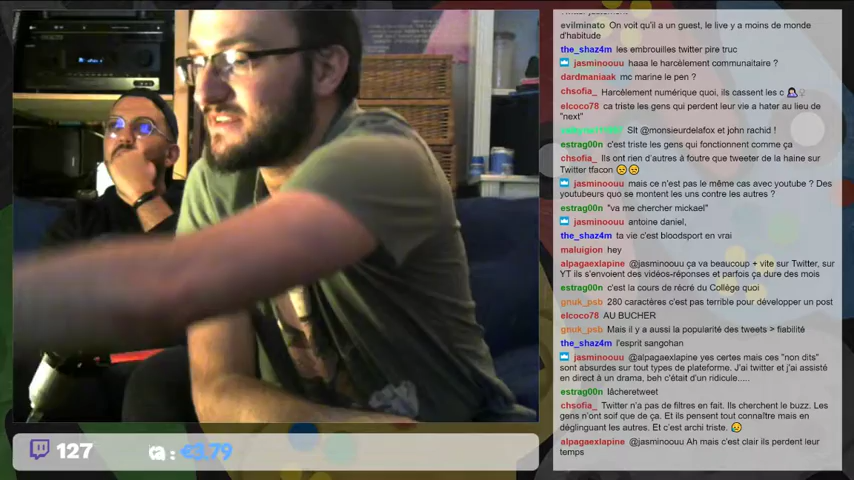 evilminato On voit qu'il a un guest, le live y a moins de monde
d'habitude
the_shaz4m les embrouilles twitter pire truc
jasminoouu haaa le harcèlement communaitaire ?
dardmaniaak mc marine le pen ?
chsofia_ Harcèlement numérique quoi, ils cassent les c
elcoco78 ca triste les gens qui perdent leur vie a hater au lieu de
"next"
Slt @monsieurdelafox et john rachid !
estrag00n c'est triste les gens qui fonctionnent comme ça
chsofia_ Ils ont rien d'autres à foutre que tweeter de la haine sur
Twitter tfacon
jasminoouu mais ce n'est pas le même cas avec youtube ? Des
youtubeurs quo se montent les uns contre les autres ?
estrag00n "va me chercher mickael"
jasminoouu antoine daniel,
the_shaz4m ta vie c'est bloodsport en vrai
maluigion hey
alpagaexlapine @jasminoouu ça va beaucoup + vite sur Twitter, sur
YT ils s'envoient des vidéos-réponses et parfois ça dure des mois
estrag00n c'est la cours de récré du Collège quoi
gnuk_psb 280 caractères c'est pas terrible pour développer un post
elcoco78 AU BUCHER
gnuk_psb Mais il y a aussi la popularité des tweets > fiabilité
the_shaz4m l'esprit sangohan
jasminoouu @alpagaexlapine yes certes mais ces "non dits"
sont absurdes sur tout types de plateforme. J'ai twitter et j'ai assisté
en direct à un drama, beh c'était d'un ridicule.....
estrag00n lâcheretweet
chsofia_ Twitter n'a pas de filtres en fait. Ils cherchent le buzz. Les
gens n'ont soif que de ça. Et ils pensent tout connaître mais en
déglinguant les autres. Et c'est archi triste.
alpagaexlapine @jasminoouu Ah mais c'est clair ils perdent leur
temps
127
: €3.79